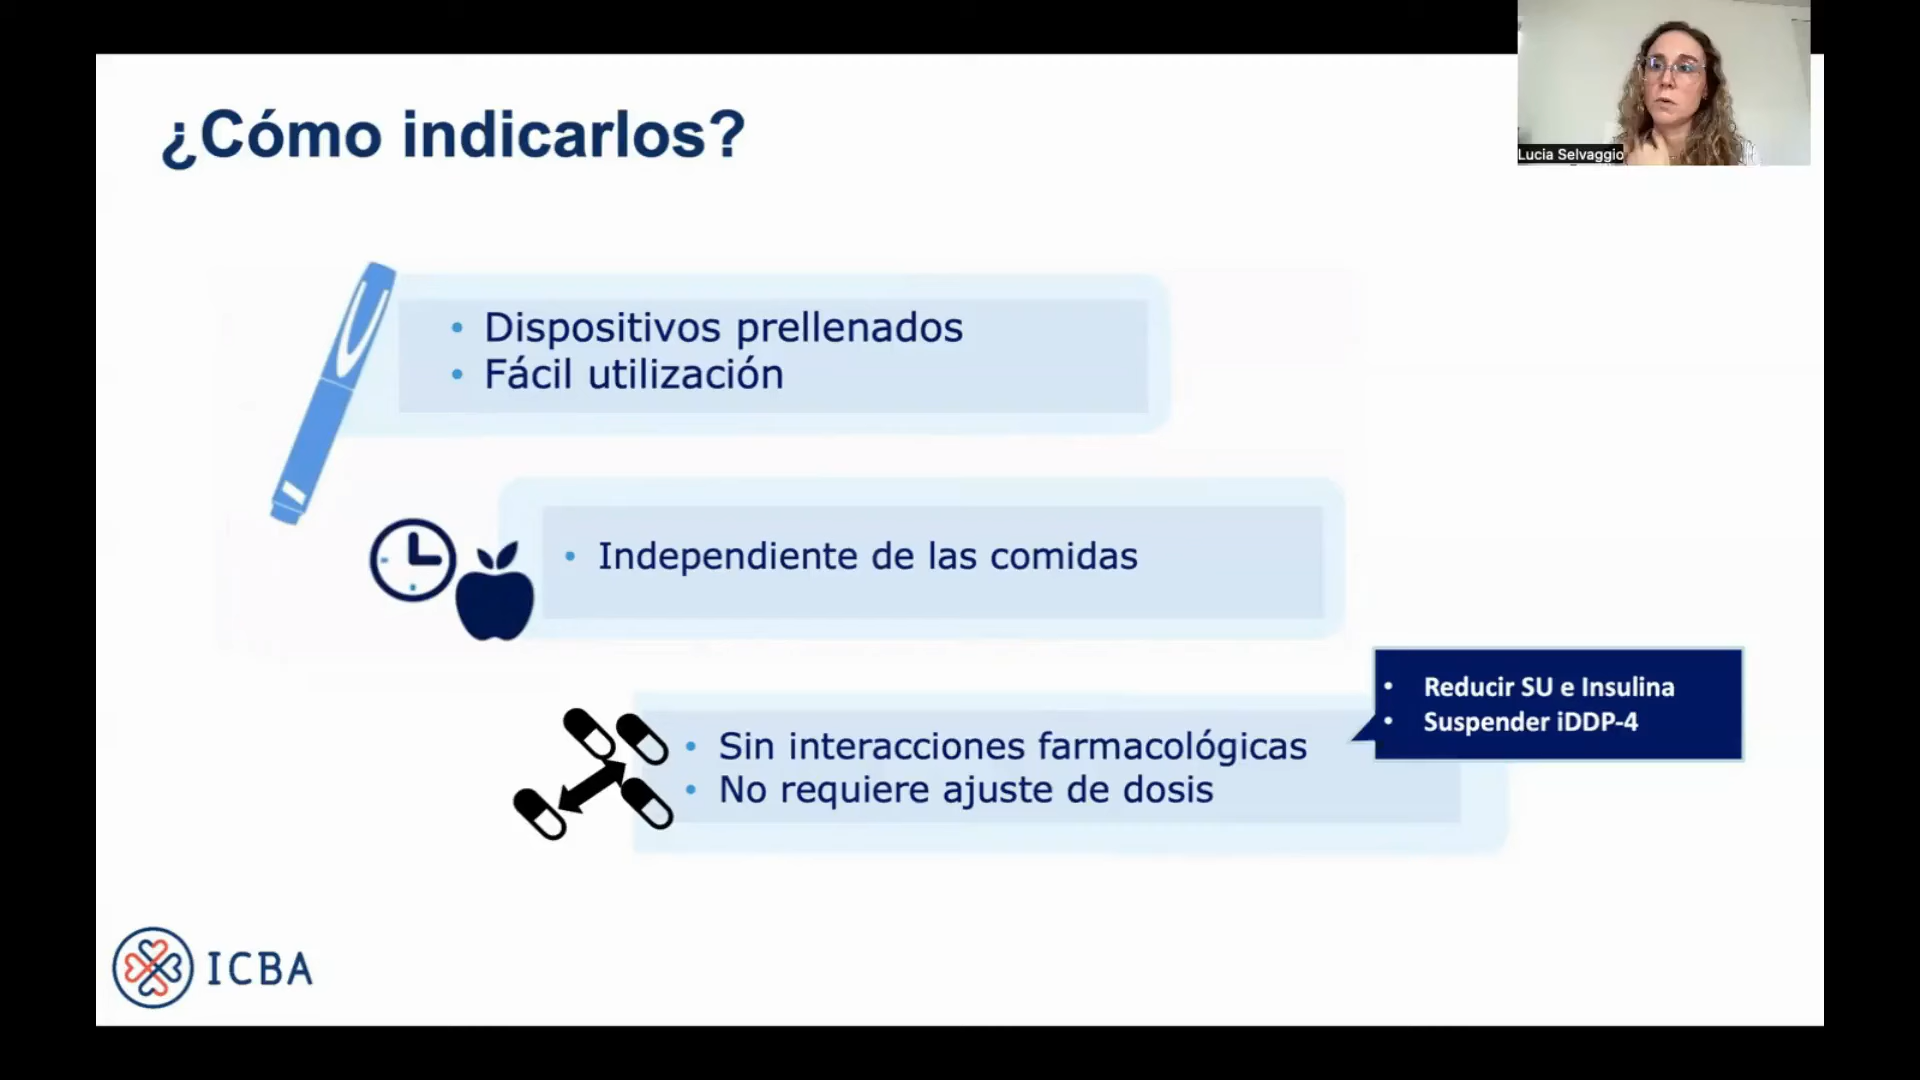 Lucia Selvaggio
¿Cómo indicarlos?
• Dispositivos prellenados
• Fácil utilización
• Independiente de las comidas
• Reducir SU e Insulina
• Suspender iDDP-4
• Sin interacciones farmacológicas
• No requiere ajuste de dosis
ICBA